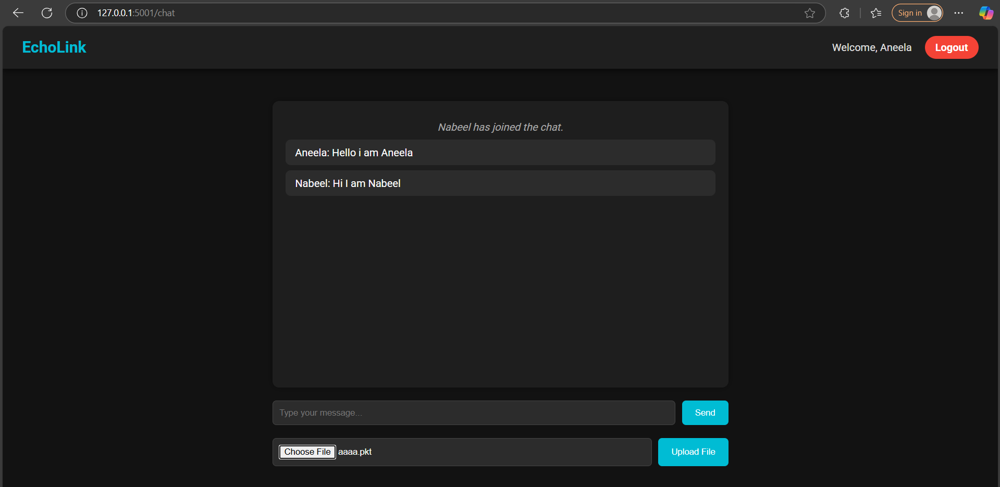 127.0.0.1:5001/chat
Sign in
EchoLink
Welcome, Aneela
Logout
Nabeel has joined the chat.
Aneela: Hello i am Aneela
Nabeel: Hi I am Nabeel
Type your message...
Send
Choose File aaaa.pkt
Upload File